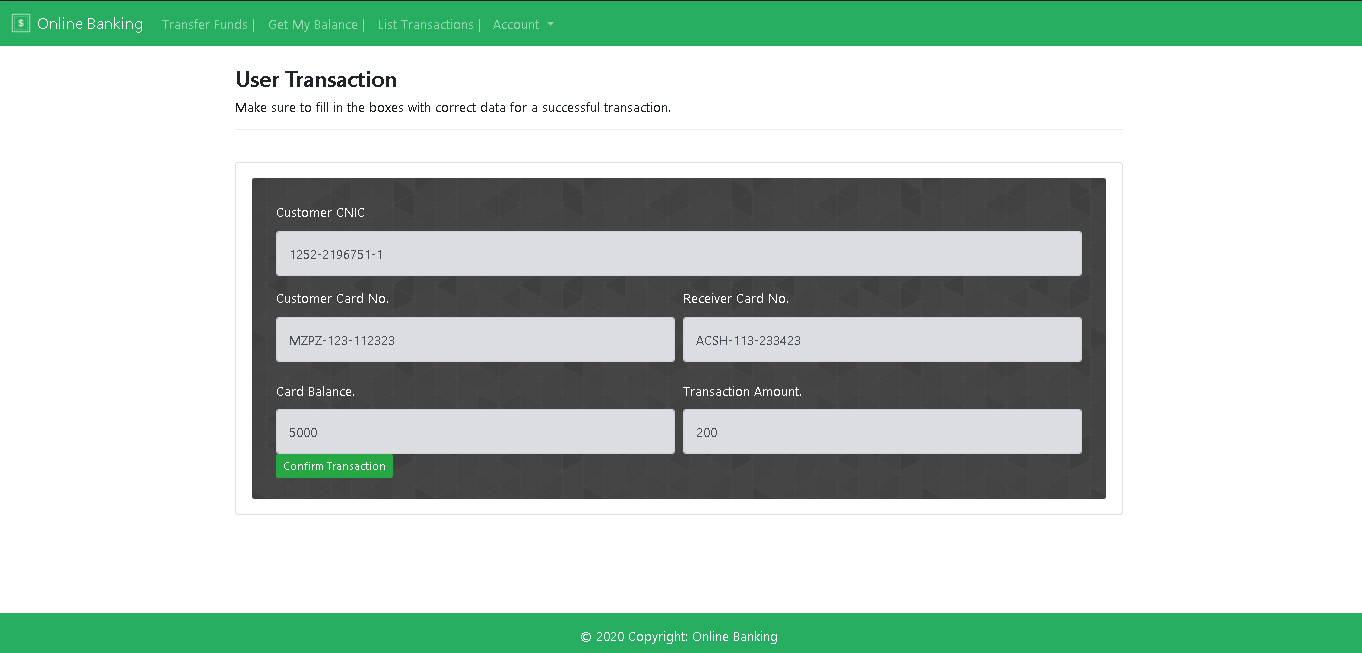 $ Online Banking Transfer Funds | Get My Balance | List Transactions | Account
User Transaction
Make sure to fill in the boxes with correct data for a successful transaction.
Customer CNIC
1252-2196751-1
Customer Card No. Receiver Card No.
MZPZ-123-112323 ACSH-113-233423
Card Balance. Transaction Amount.
5000 200
Confirm Transaction
© 2020 Copyright: Online Banking